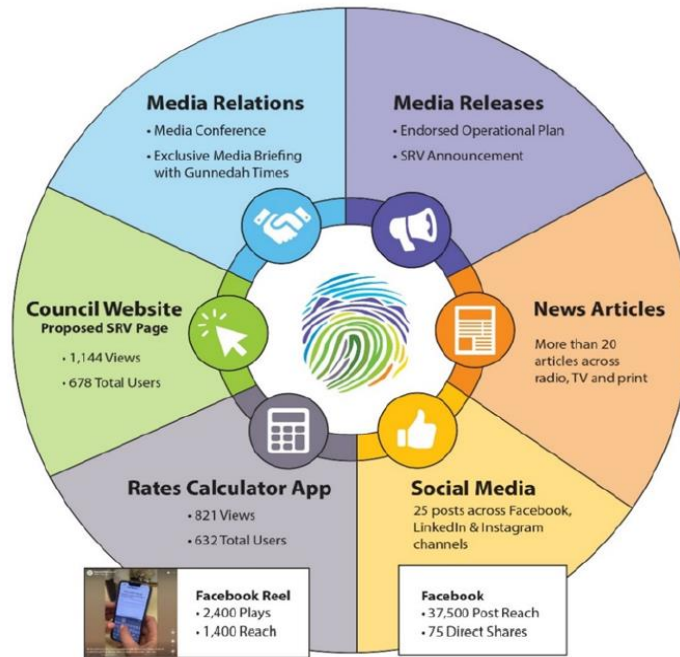 Media Relations
• Media Conference
• Exclusive Media Briefing
with Gunnedah Times
Media Releases
• Endorsed Operational Plan
• SRV Announcement
Council Website
Proposed SRV Page
• 1,144 Views
• 678 Total Users
News Articles
More than 20
articles across
radio, TV and print
Rates Calculator App
• 821 Views
• 632 Total Users
Social Media
25 posts across Facebook,
LinkedIn & Instagram
channels
Facebook Reel
• 2,400 Plays
• 1,400 Reach
Facebook
• 37,500 Post Reach
• 75 Direct Shares